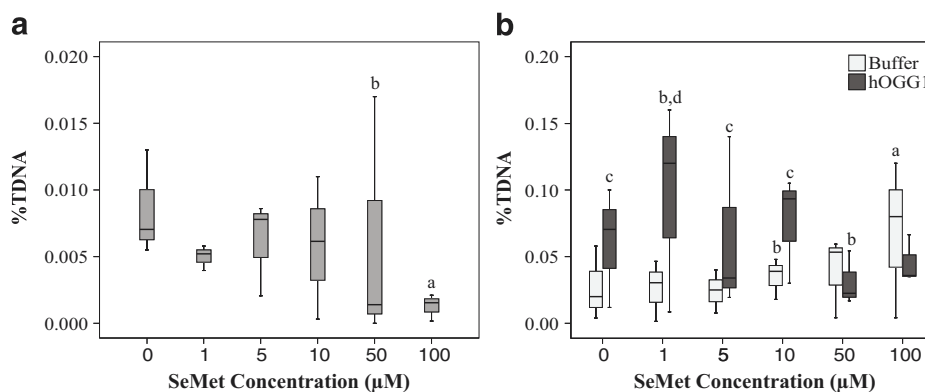 a
0.020
0.015
0.010
0.005
0.000
%TDNA
b
a
0 1 5 10 50 100
SeMet Concentration (µM)
b
0.20
0.15
0.10
0.05
0.00
%TDNA
Buffer
hOGG1
c
b,d
c
c
b
b
a
0 1 5 10 50 100
SeMet Concentration (µM)